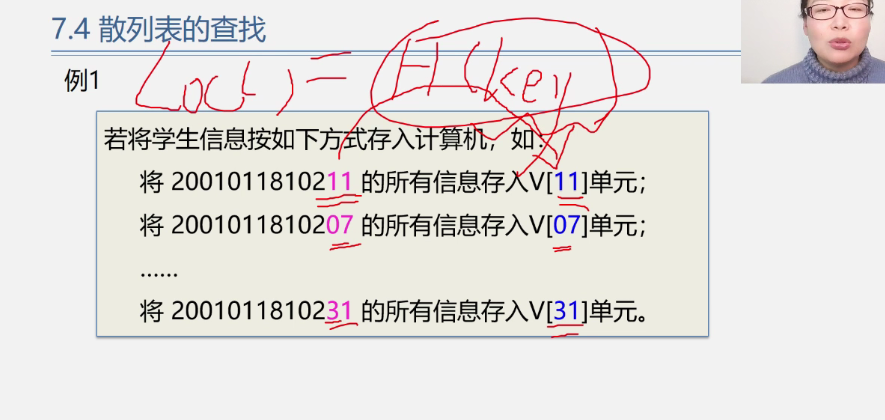 7.4 散列表的查找
例1
Loc(i) = H(key)
若将学生信息按如下方式存入计算机，如：
将 2001011810211 的所有信息存入V[11]单元；
将 2001011810207 的所有信息存入V[07]单元；
……
将 2001011810231 的所有信息存入V[31]单元。